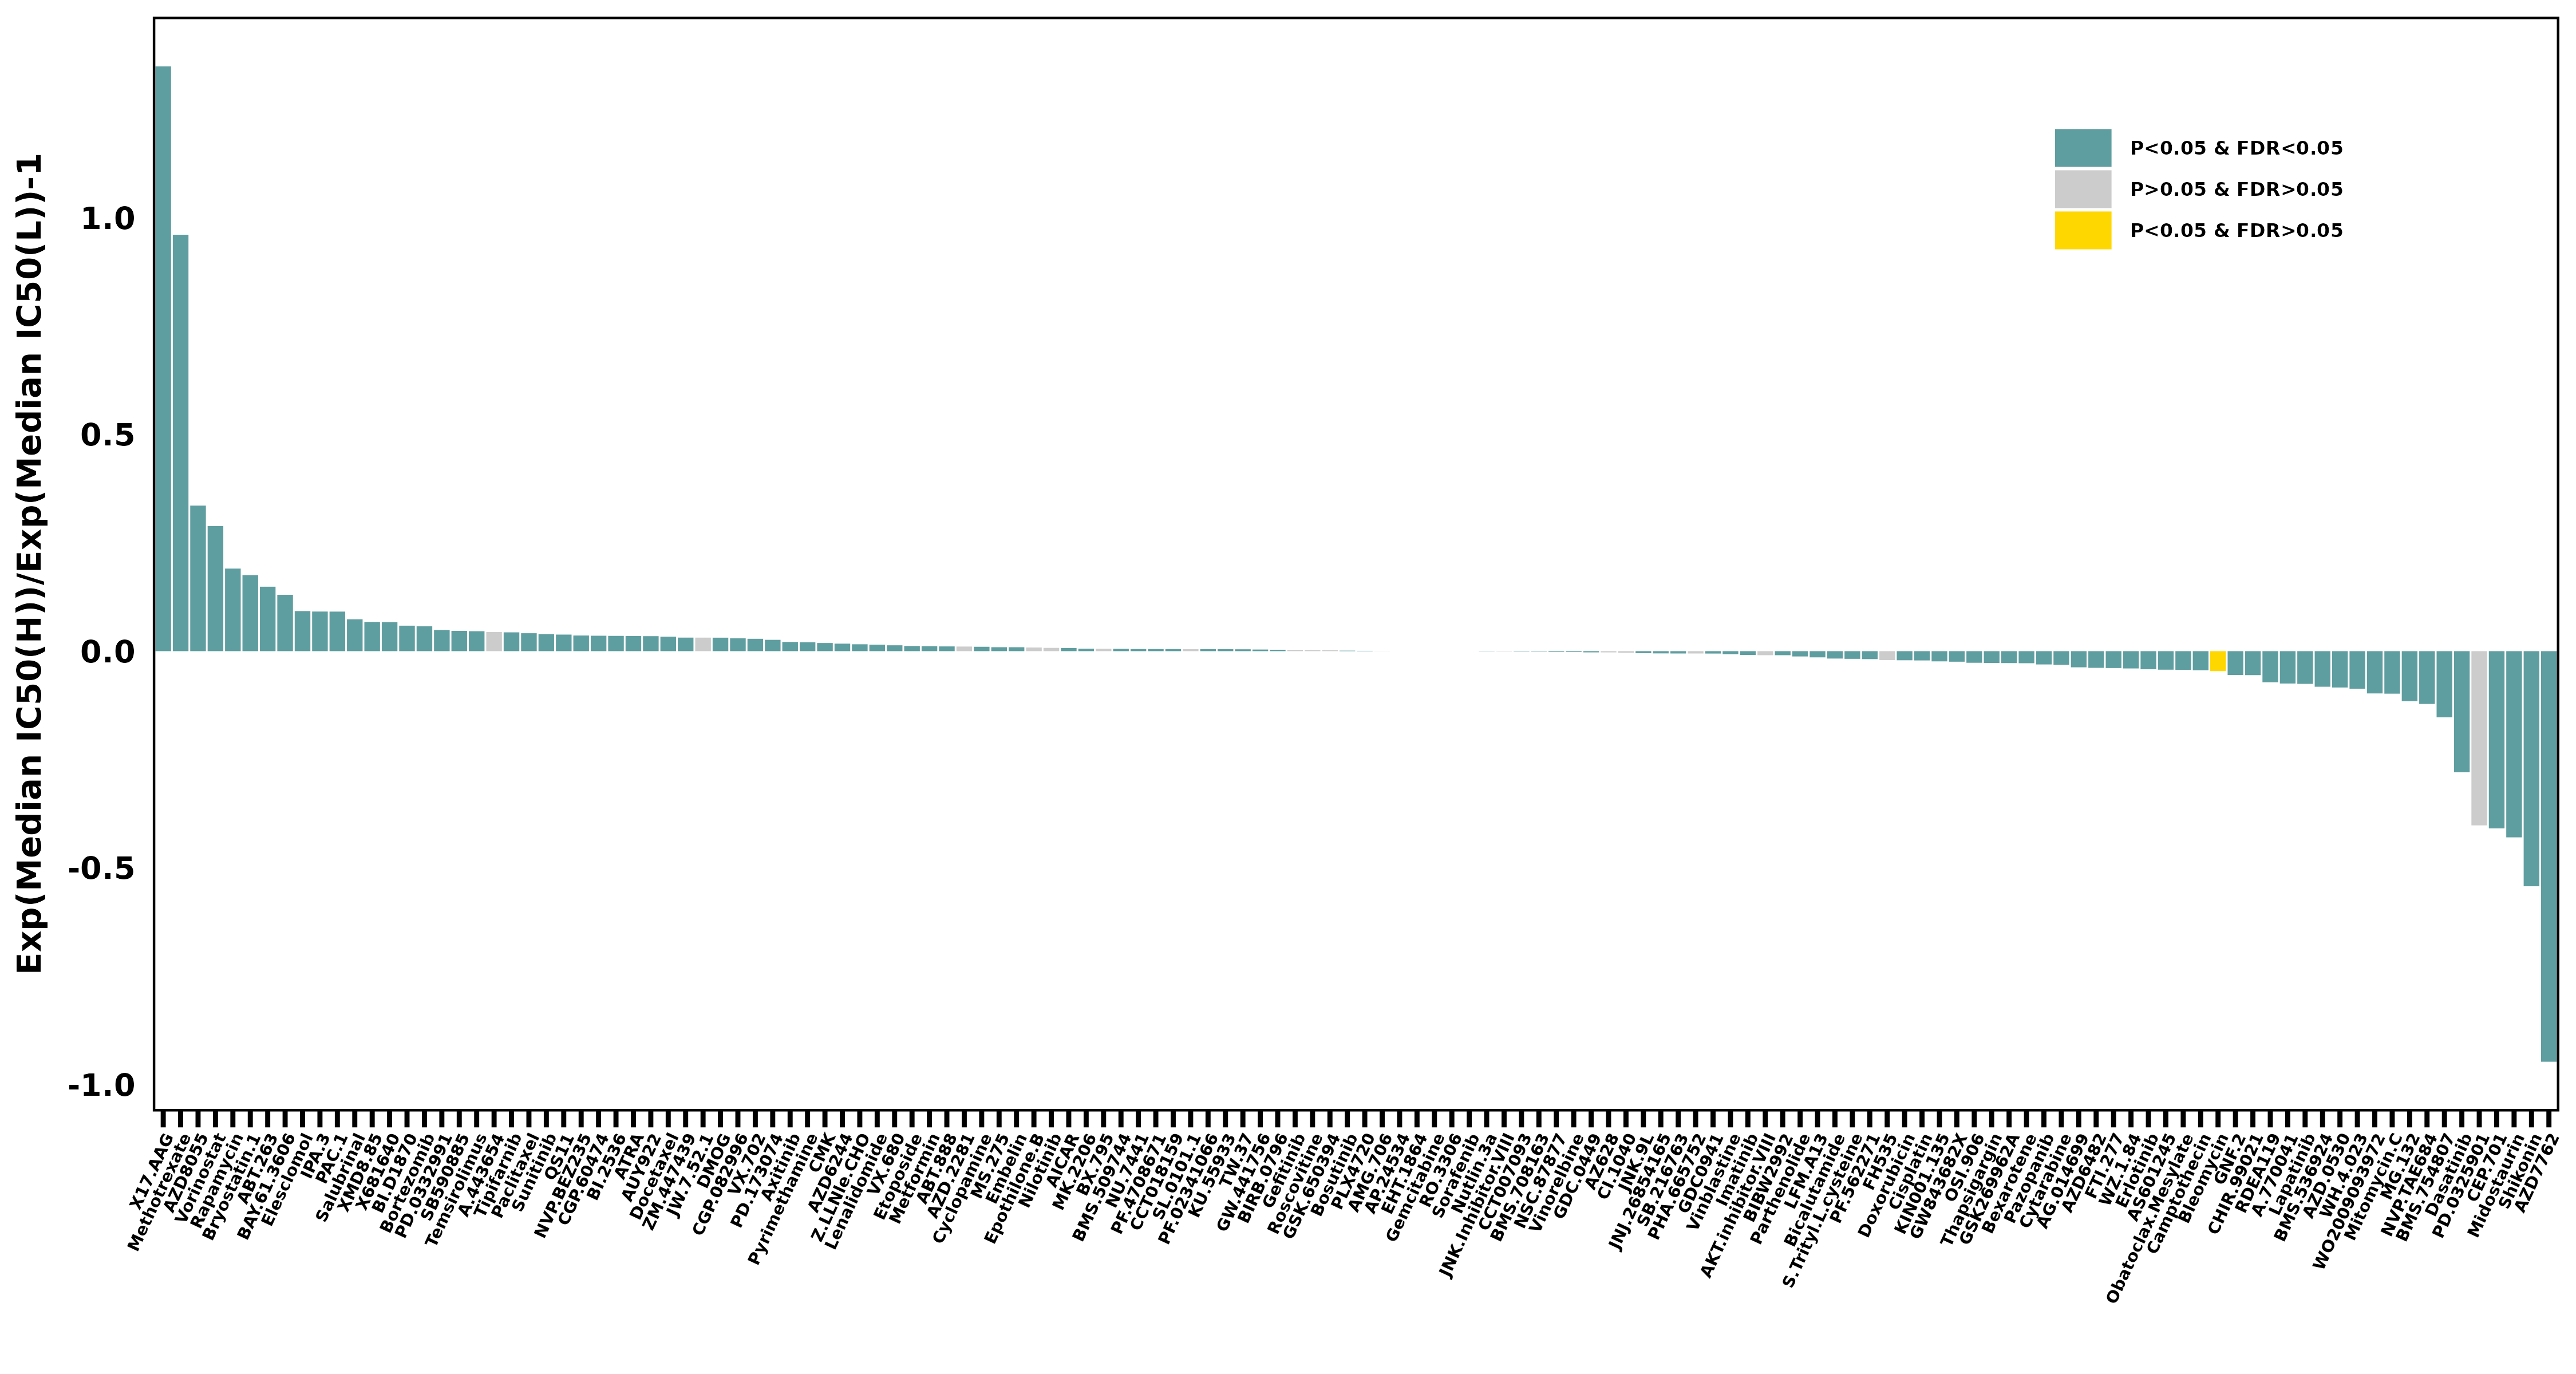 Exp(Median IC50(H))/Exp(Median IC50(L))-1
1.0
0.5
0.0
-0.5
-1.0
P<0.05 & FDR<0.05
P>0.05 & FDR>0.05
P<0.05 & FDR>0.05
X17.AAG
Methotrexate
AZD8055
Vorinostat
Rapamycin
Bryostatin.1
ABT.263
BAY.61.3606
Elesclomol
IPA.3
PAC.1
Salubrinal
XMD8.85
X681640
BI.D1870
Bortezomib
PD.0332991
SB590885
Temsirolimus
A.443654
Tipifarnib
Paclitaxel
Sunitinib
QS11
NVP.BEZ235
CGP.60474
BI.2536
ATRA
AUY922
Docetaxel
ZM.447439
JW.7.52.1
DMOG
CGP.082996
VX.702
PD.173074
Axitinib
Pyrimethamine
CMK
AZD6244
Z.LLNle.CHO
Lenalidomide
VX.680
Etoposide
Metformin
ABT.888
AZD.2281
Cyclopamine
MS.275
Embelin
Epothilone.B
Nilotinib
AICAR
MK.2206
BX.795
BMS.509744
NU.7441
PF.4708671
CCT018159
SL.0101.1
PF.02341066
KU.55933
TW.37
GW.441756
BIRB.0796
Gefitinib
Roscovitine
GSK.650394
Bosutinib
PLX4720
AMG.706
AP.24534
EHT.1864
Gemcitabine
RO.3306
Sorafenib
Nutlin.3a
JNK.Inhibitor.VIII
CCT007093
BMS.708163
NSC.87877
Vinorelbine
GDC.0449
AZ628
CI.1040
JNK.9L
JNJ.26854165
SB.216763
PHA.665752
GDC0941
Vinblastine
Imatinib
AKT.inhibitor.VIII
BIBW2992
Parthenolide
LFM.A13
Bicalutamide
S.Trityl.L.cysteine
PF.562271
FH535
Doxorubicin
Cisplatin
KIN001.135
GW843682X
OSI.906
Thapsigargin
GSK269962A
Bexarotene
Pazopanib
Cytarabine
AG.014699
AZD6482
FTI.277
WZ.1.84
Erlotinib
AS601245
Obatoclax.Mesylate
Camptothecin
Bleomycin
GNF.2
CHIR.99021
RDEA119
A.770041
Lapatinib
BMS.536924
AZD.0530
WH.4.023
WO2009093972
Mitomycin.C
MG.132
NVP.TAE684
BMS.754807
Dasatinib
PD.0325901
CEP.701
Midostaurin
Shikonin
AZD7762